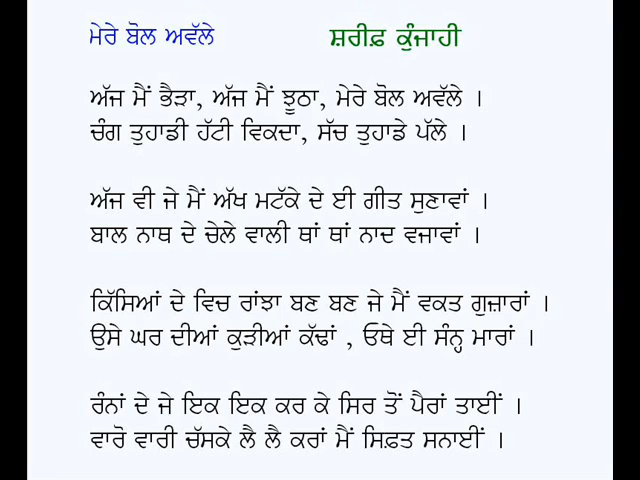 ਮੇਰੇ ਬੋਲ ਅਵੱਲੇ ਸ਼ਰੀਫ਼ ਕੁੰਜਾਹੀ
ਅੱਜ ਮੈਂ ਭੈੜਾ, ਅੱਜ ਮੈਂ ਝੂਠਾ, ਮੇਰੇ ਬੋਲ ਅਵੱਲੇ ।
ਚੰਗ ਤੁਹਾਡੀ ਹੱਟੀ ਵਿਕਦਾ, ਸੱਚ ਤੁਹਾਡੇ ਪੱਲੇ ।
ਅੱਜ ਵੀ ਜੇ ਮੈਂ ਅੱਖ ਮਟੱਕੇ ਦੇ ਈ ਗੀਤ ਸੁਣਾਵਾਂ ।
ਬਾਲ ਨਾਥ ਦੇ ਚੇਲੇ ਵਾਲੀ ਥਾਂ ਥਾਂ ਨਾਦ ਵਜਾਵਾਂ ।
ਕਿੱਸਿਆਂ ਦੇ ਵਿਚ ਰਾਂਝਾ ਬਣ ਬਣ ਜੇ ਮੈਂ ਵਕਤ ਗੁਜ਼ਾਰਾਂ ।
ਉਸੇ ਘਰ ਦੀਆਂ ਕੁੜੀਆਂ ਕੱਢਾਂ , ਓਥੇ ਈ ਸੰਨ੍ਹ ਮਾਰਾਂ ।
ਰੰਨਾਂ ਦੇ ਜੇ ਇਕ ਇਕ ਕਰ ਕੇ ਸਿਰ ਤੋਂ ਪੈਰਾਂ ਤਾਈਂ ।
ਵਾਰੋ ਵਾਰੀ ਚੱਸਕੇ ਲੈ ਲੈ ਕਰਾਂ ਮੈਂ ਸਿਫ਼ਤ ਸਨਾਈਂ ।